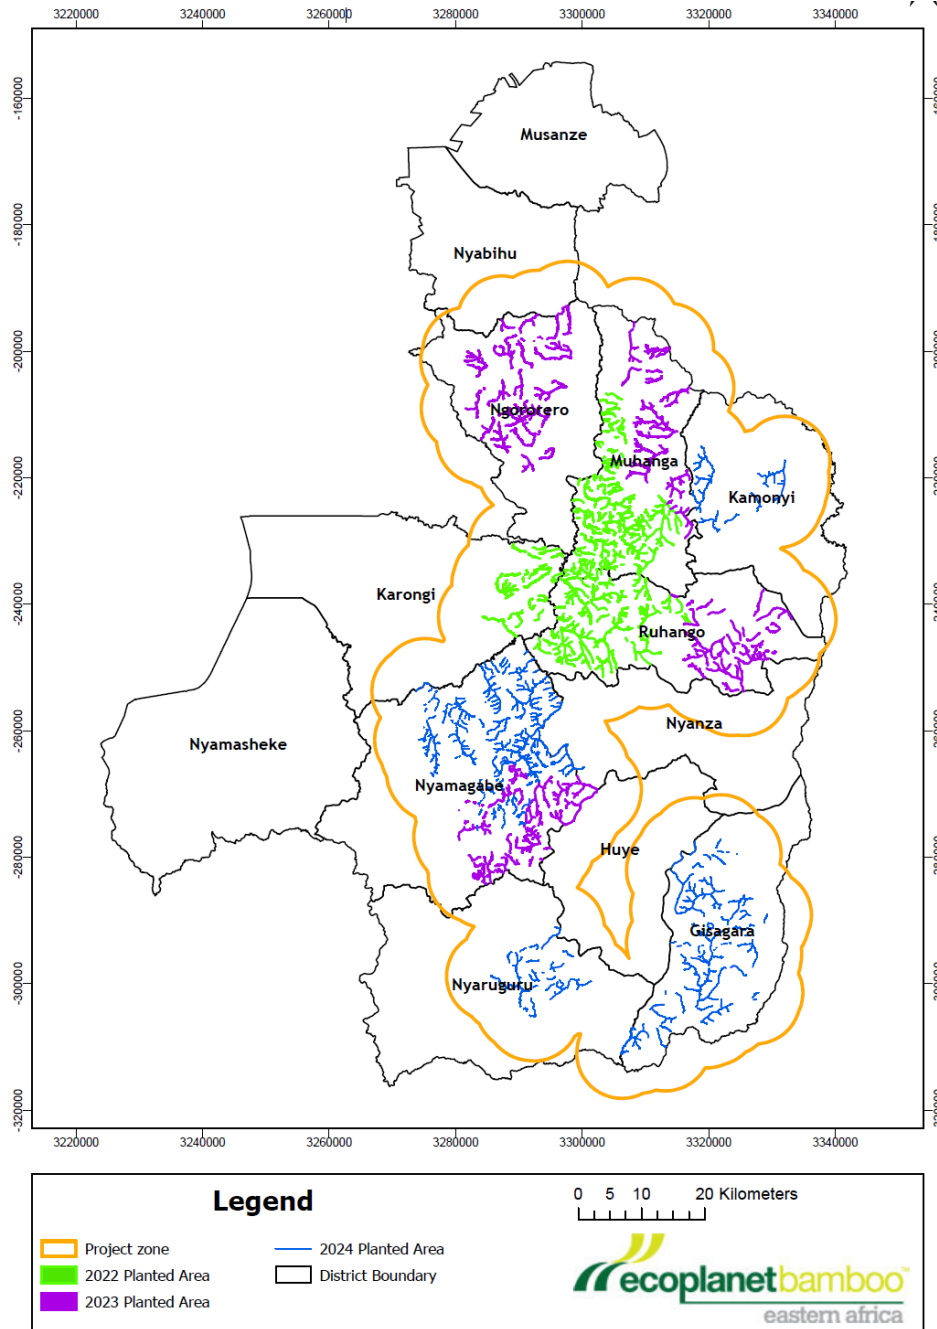 3220000 3240000 3260000 3280000 3300000 3320000 3340000
-160000
-180000
-200000
-220000
-240000
-260000
-280000
-300000
-320000
Musanze
Nyabihu
Ngororero
Muhanga
Kamonyi
Karongi
Ruhango
Nyanza
Nyamasheke
Nyamagabe
Huye
Gisagara
Nyaruguru
3220000 3240000 3260000 3280000 3300000 3320000 3340000
Legend
Project zone
2022 Planted Area
2023 Planted Area
2024 Planted Area
District Boundary
0 5 10 20 Kilometers
ecoplanetbamboo™
eastern africa